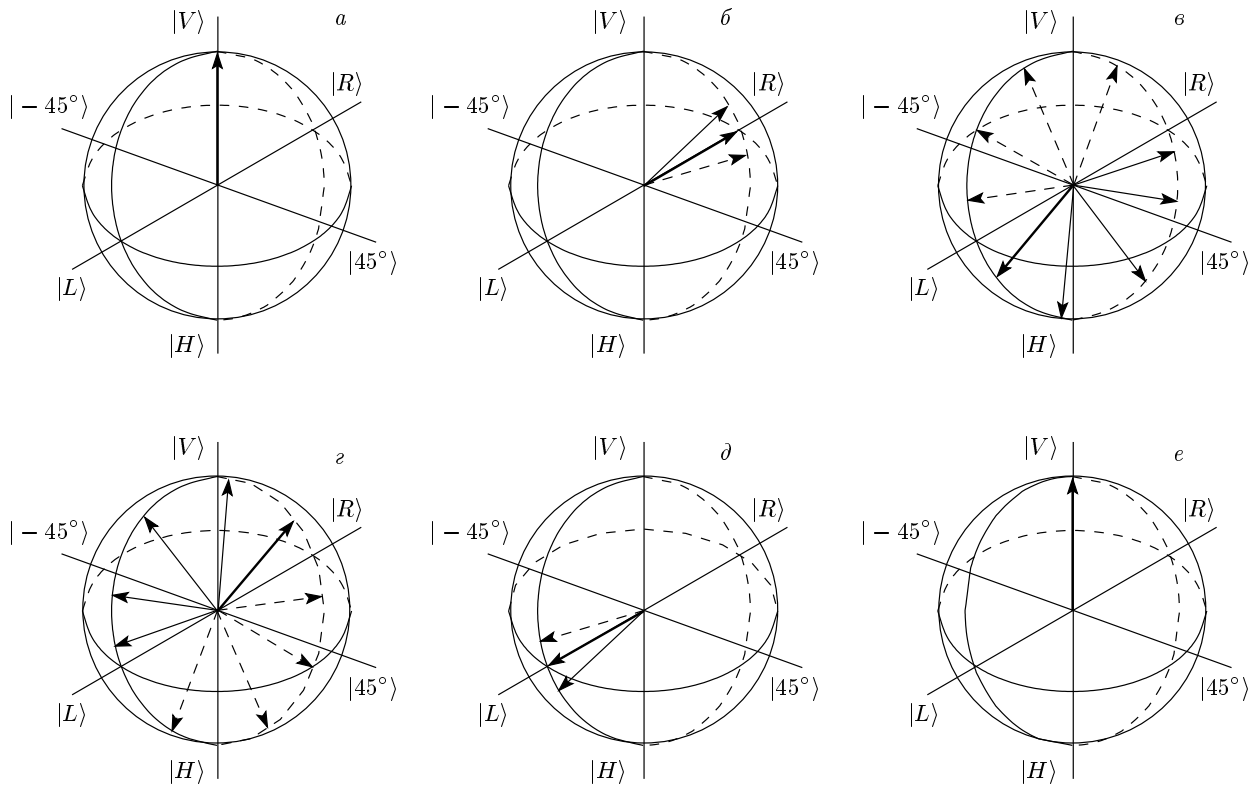 |V⟩ а |V⟩ б |V⟩ в
|R⟩ |R⟩ |R⟩
| − 45°⟩ | − 45°⟩ | − 45°⟩
|45°⟩ |45°⟩ |45°⟩
|L⟩ |L⟩ |L⟩
|H⟩ |H⟩ |H⟩
|V⟩ г |V⟩ д |V⟩ е
|R⟩ |R⟩ |R⟩
| − 45°⟩ | − 45°⟩ | − 45°⟩
|45°⟩ |45°⟩ |45°⟩
|L⟩ |L⟩ |L⟩
|H⟩ |H⟩ |H⟩